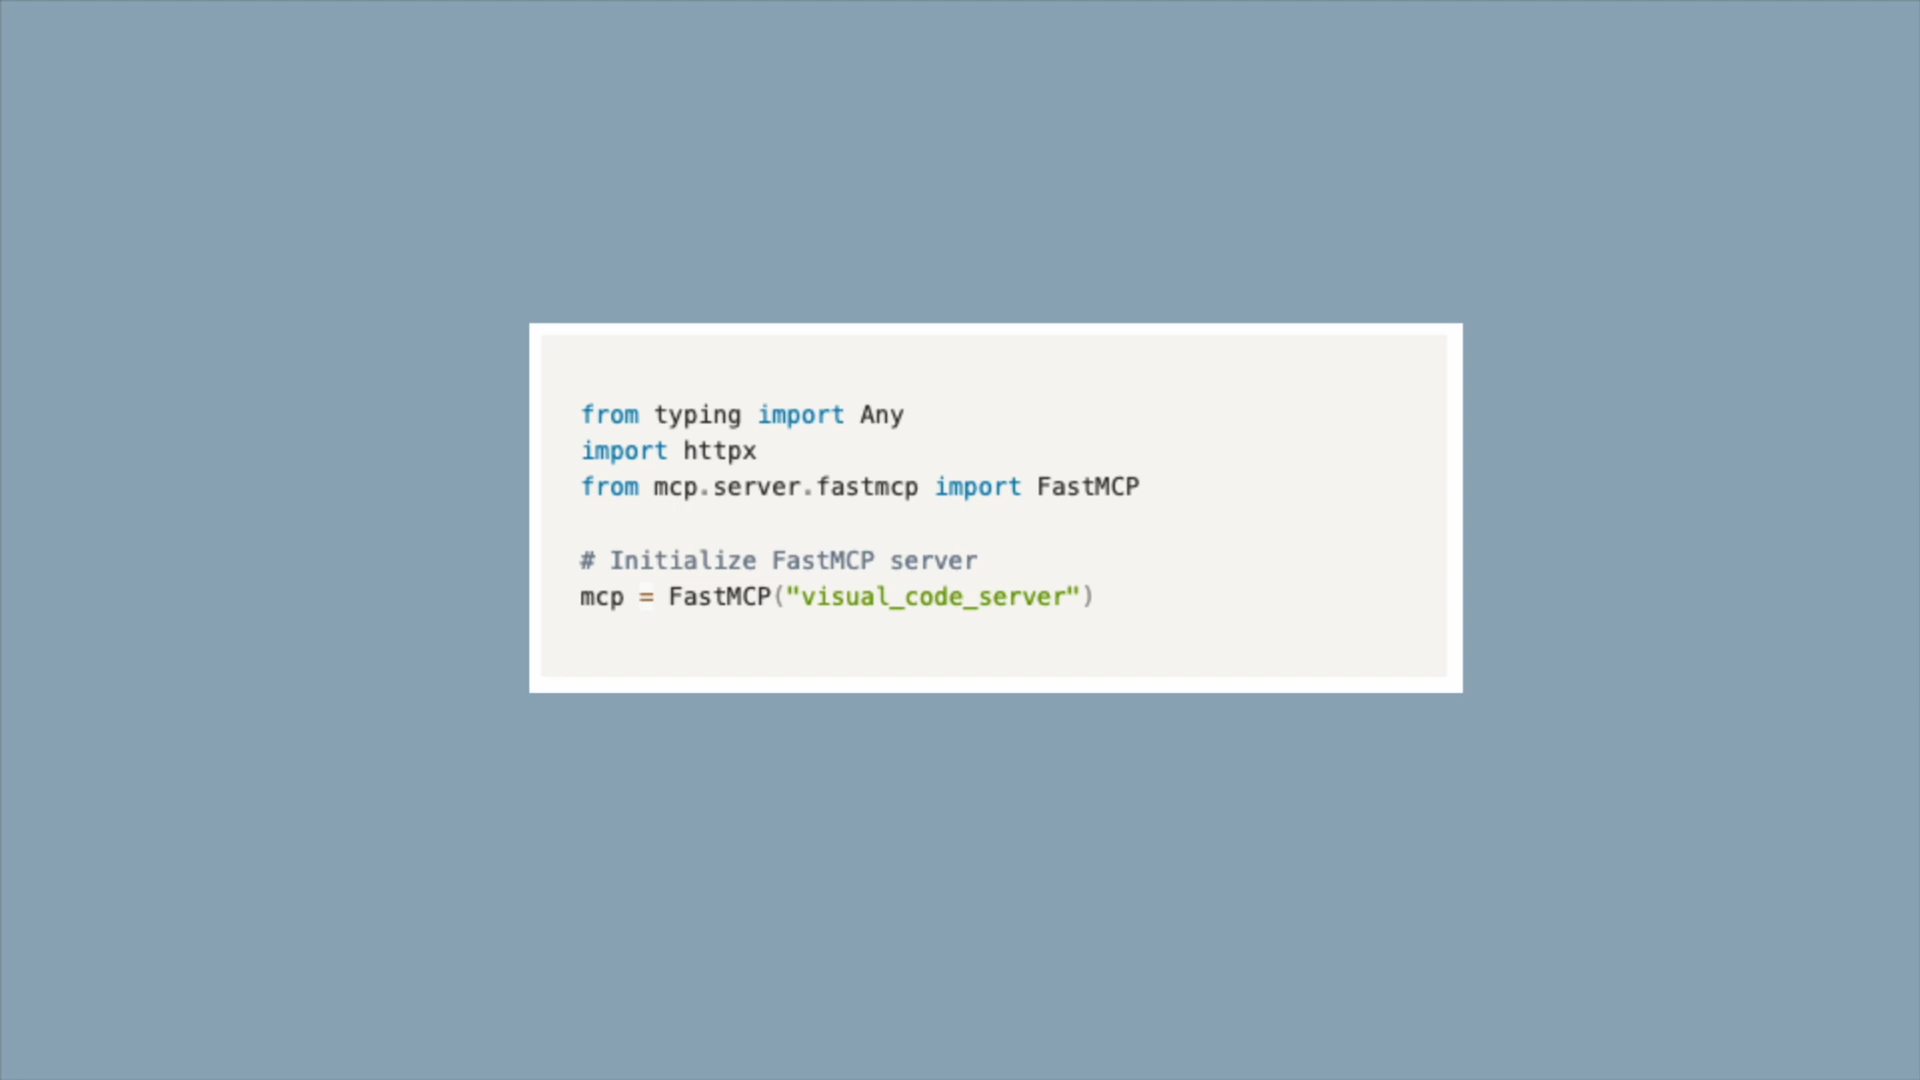 from typing import Any
import httpx
from mcp.server.fastmcp import FastMCP
# Initialize FastMCP server
mcp = FastMCP("visual_code_server")